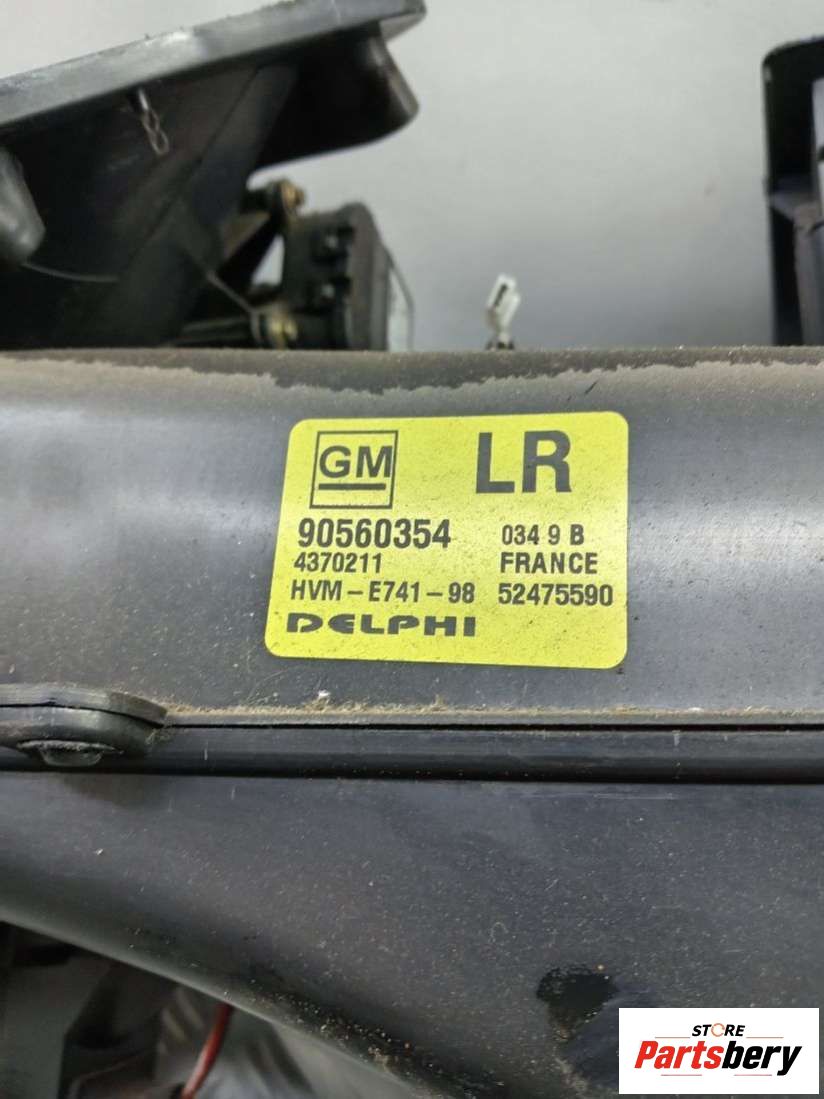 GM LR
90560354 034 9 B
4370211 FRANCE
HVM-E741-98 52475590
DELPHI
STORE
Partsbery